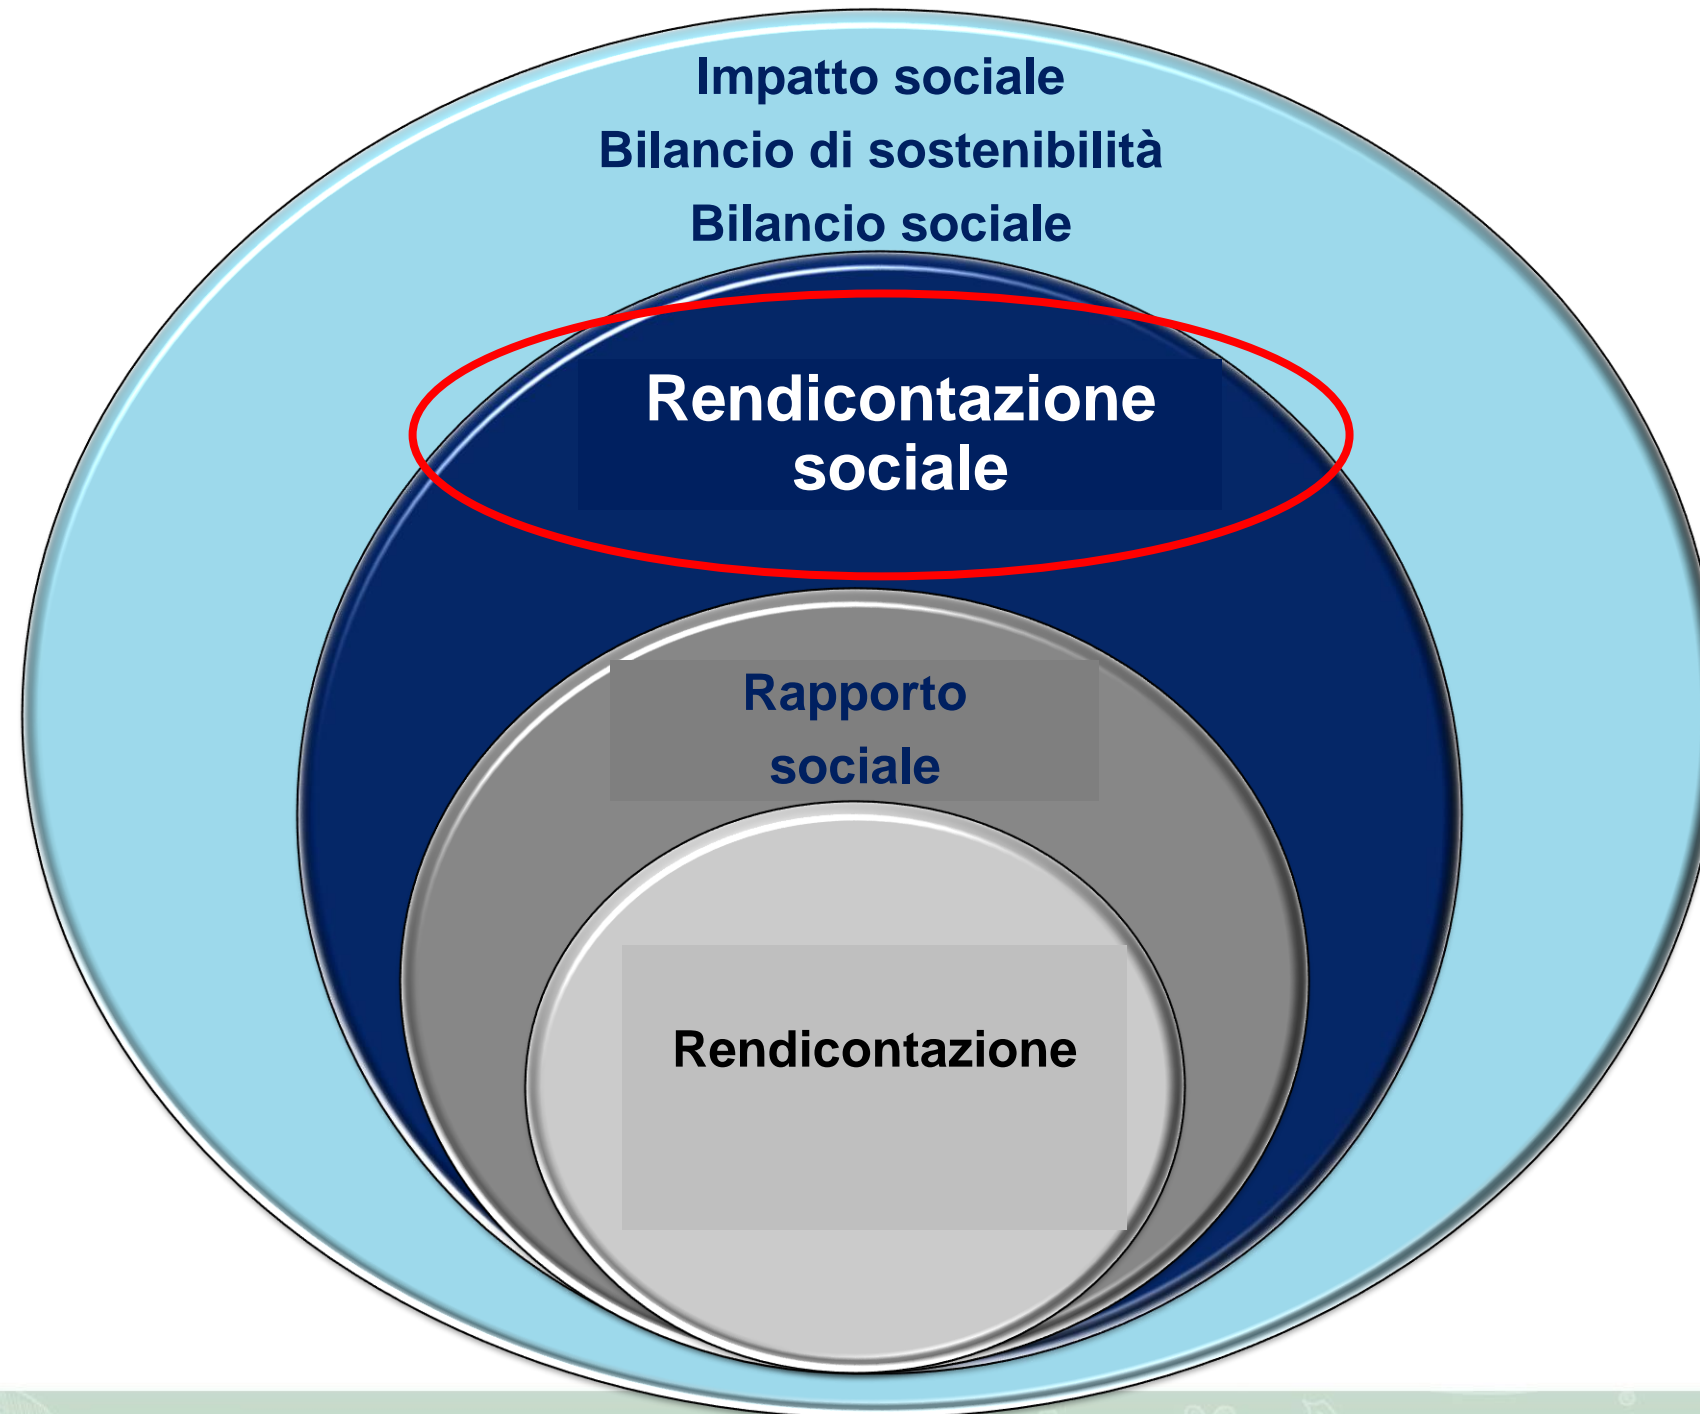 Impatto sociale
Bilancio di sostenibilità
Bilancio sociale
Rendicontazione
sociale
Rapporto
sociale
Rendicontazione